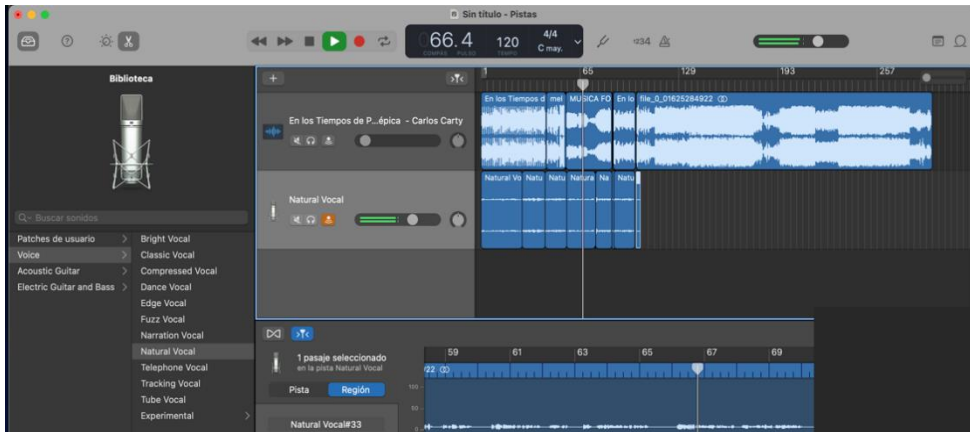 Sin título - Pistas
66. 4
COMPÁS PULSO
120
TEMPO
4/4
C may.
1234
Biblioteca
1 65 129 193 257
En los Tiempos de P...épica - Carlos Carty
En los Tiempos d mel MUSICA FO En lo file_0_01625284922
Natural Vocal
Natural Vo Natu Natu Natura Na Natu
Buscar sonidos
Patches de usuario
Voice
Acoustic Guitar
Electric Guitar and Bass
Bright Vocal
Classic Vocal
Compressed Vocal
Dance Vocal
Edge Vocal
Fuzz Vocal
Narration Vocal
Natural Vocal
Telephone Vocal
Tracking Vocal
Tube Vocal
Experimental
1 pasaje seleccionado
en la pista Natural Vocal
Pista Región
Natural Vocal#33
59 61 63 65 67 69
22
100
50
0